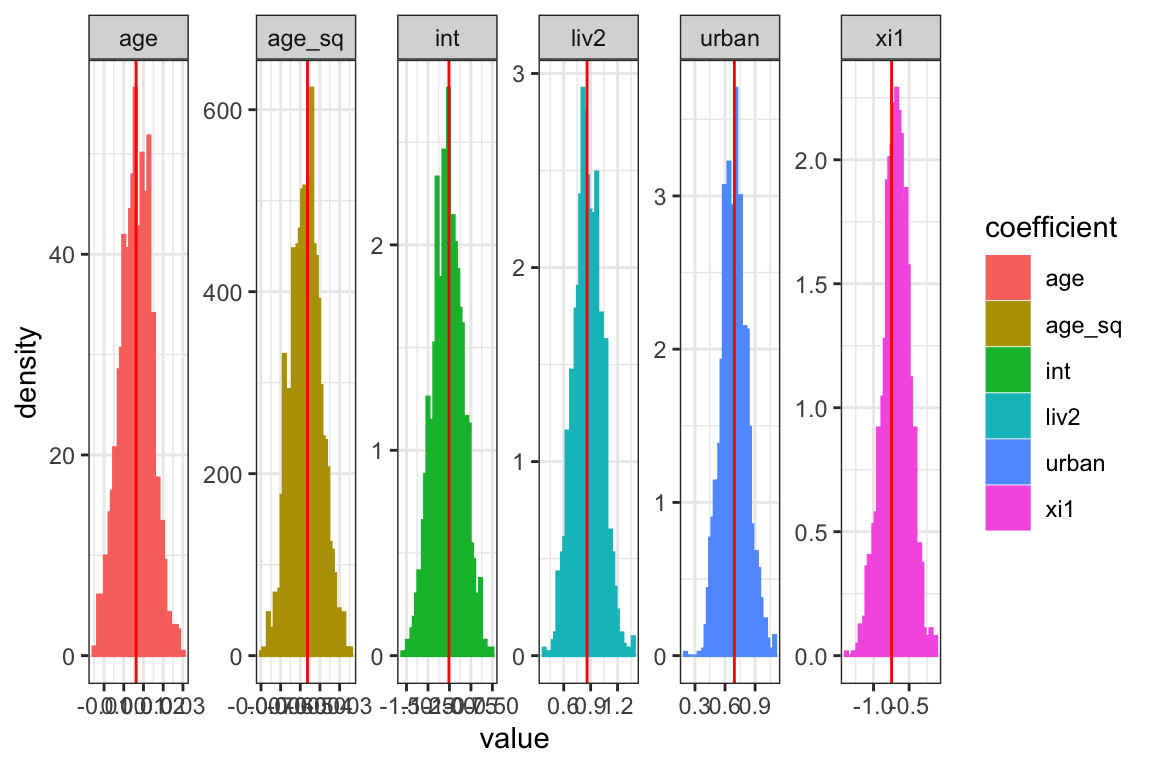 age age_sq int liv2 urban xi1
density
0 20 40
0 200 400 600
0 1 2
0 1 2 3
0 1 2 3
0.0 0.5 1.0 1.5 2.0
0.6 0.9 1.2
0.3 0.6 0.9
-1.0 -0.5
value
coefficient
age
age_sq
int
liv2
urban
xi1